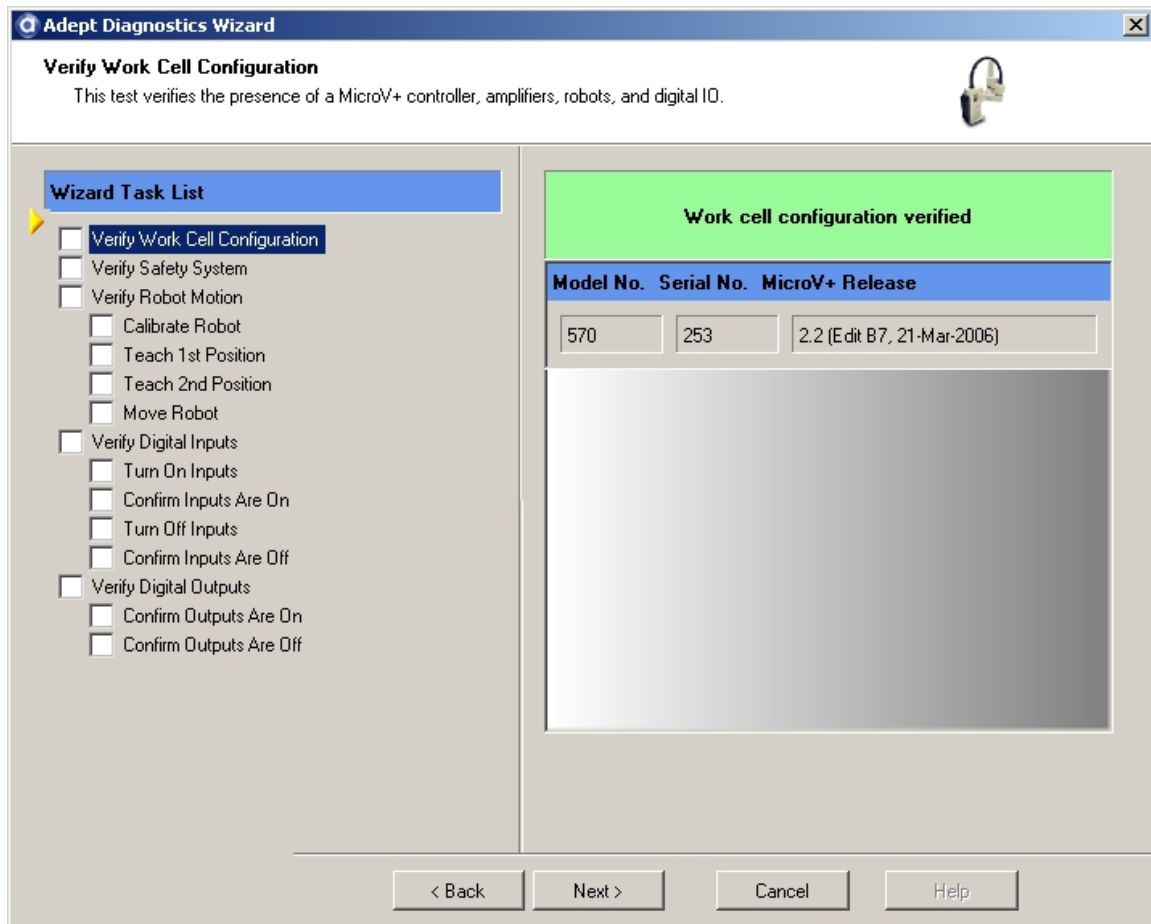 Adept Diagnostics Wizard
Verify Work Cell Configuration
This test verifies the presence of a MicroV+ controller, amplifiers, robots, and digital IO.
Wizard Task List
Verify Work Cell Configuration
Verify Safety System
Verify Robot Motion
Calibrate Robot
Teach 1st Position
Teach 2nd Position
Move Robot
Verify Digital Inputs
Turn On Inputs
Confirm Inputs Are On
Turn Off Inputs
Confirm Inputs Are Off
Verify Digital Outputs
Confirm Outputs Are On
Confirm Outputs Are Off
Work cell configuration verified
Model No. Serial No. MicroV+ Release
570 253 2.2 (Edit B7, 21-Mar-2006)
< Back Next > Cancel Help